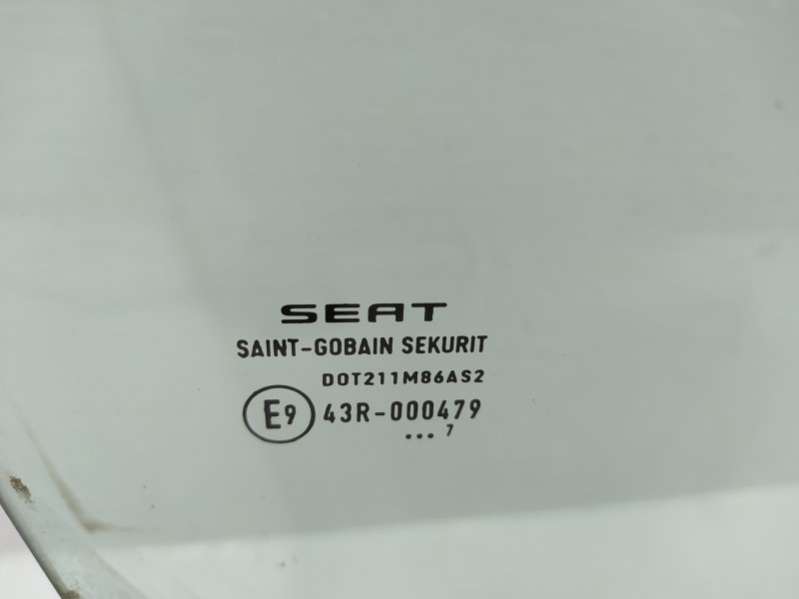 SEAT
SAINT-GOBAIN SEKURIT
DOT211M86AS2
E9 43R-000479
... 7